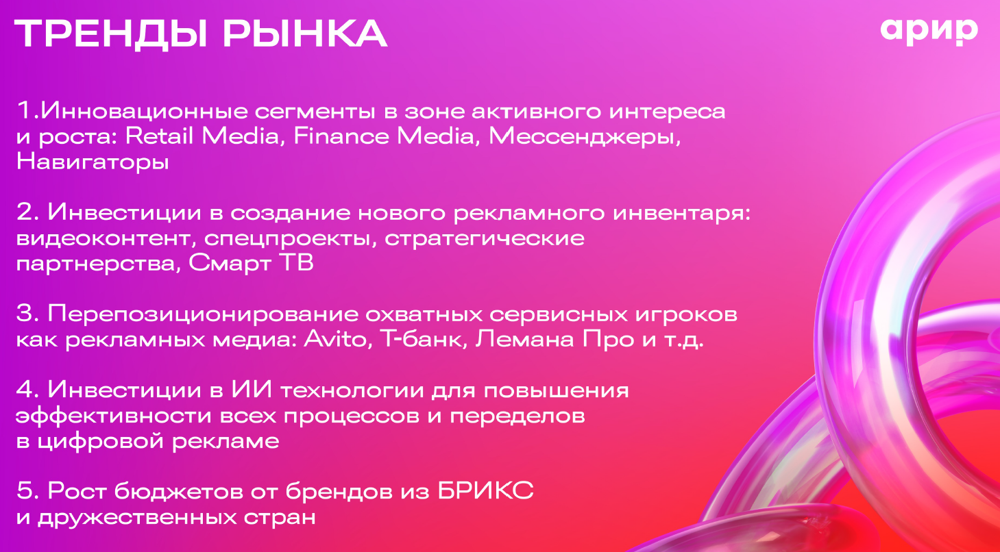 ТРЕНДЫ РЫНКА
арир
1.Инновационные сегменты в зоне активного интереса
и роста: Retail Media, Finance Media, Мессенджеры,
Навигаторы
2. Инвестиции в создание нового рекламного инвентаря:
видеоконтент, спецпроекты, стратегические
партнерства, Смарт ТВ
3. Перепозиционирование охватных сервисных игроков
как рекламных медиа: Avito, Т-банк, Лемана Про и т.д.
4. Инвестиции в ИИ технологии для повышения
эффективности всех процессов и переделов
в цифровой рекламе
5. Рост бюджетов от брендов из БРИКС
и дружественных стран